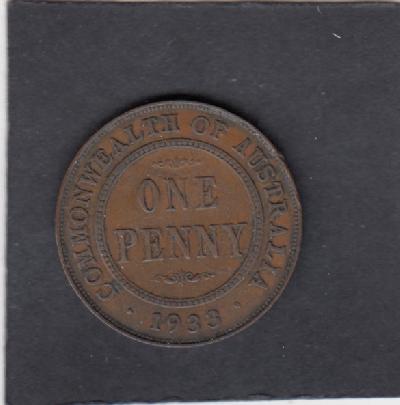 COMMONWEALTH OF AUSTRALIA
ONE
PENNY
1933